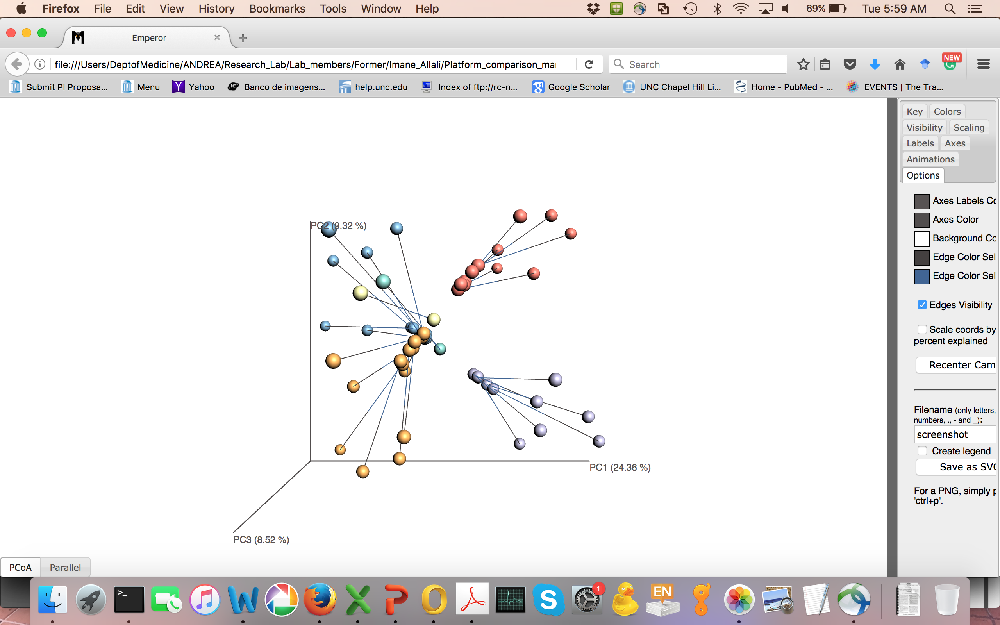 Firefox File Edit View History Bookmarks Tools Window Help 69% Tue 5:59 AM
Emperor
file:///Users/DeptofMedicine/ANDREA/Research_Lab/Lab_members/Former/Imane_Allali/Platform_comparison_ma
Search
NEW
Submit PI Proposa... Menu Yahoo Banco de imagens... help.unc.edu Index of ftp://rc-n... Google Scholar UNC Chapel Hill Li... Home - PubMed - ... EVENTS | The Tra...
Key Colors
Visibility Scaling
Labels Axes
Animations
Options
Axes Labels Co
Axes Color
Background Co
Edge Color Sel
Edge Color Sel
Edges Visibility
Scale coords by
percent explained
Recenter Cam
Filename (only letters,
numbers, ., - and _):
screenshot
Create legend
Save as SVG
For a PNG, simply p
'ctrl+p'.
PC2 (9.32 %)
PC1 (24.36 %)
PC3 (8.52 %)
PCoA Parallel
>_
1
EN